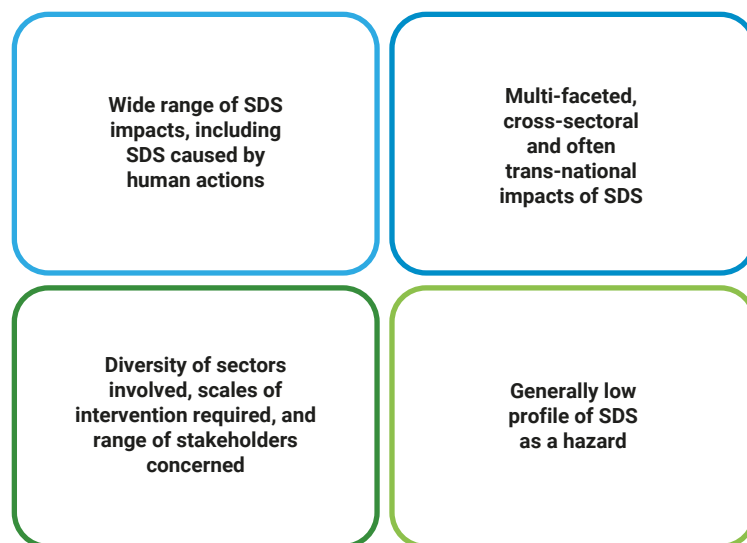 Wide range of SDS
impacts, including
SDS caused by
human actions
Multi-faceted,
cross-sectoral
and often
trans-national
impacts of SDS
Diversity of sectors
involved, scales of
intervention required, and
range of stakeholders
concerned
Generally low
profile of SDS
as a hazard